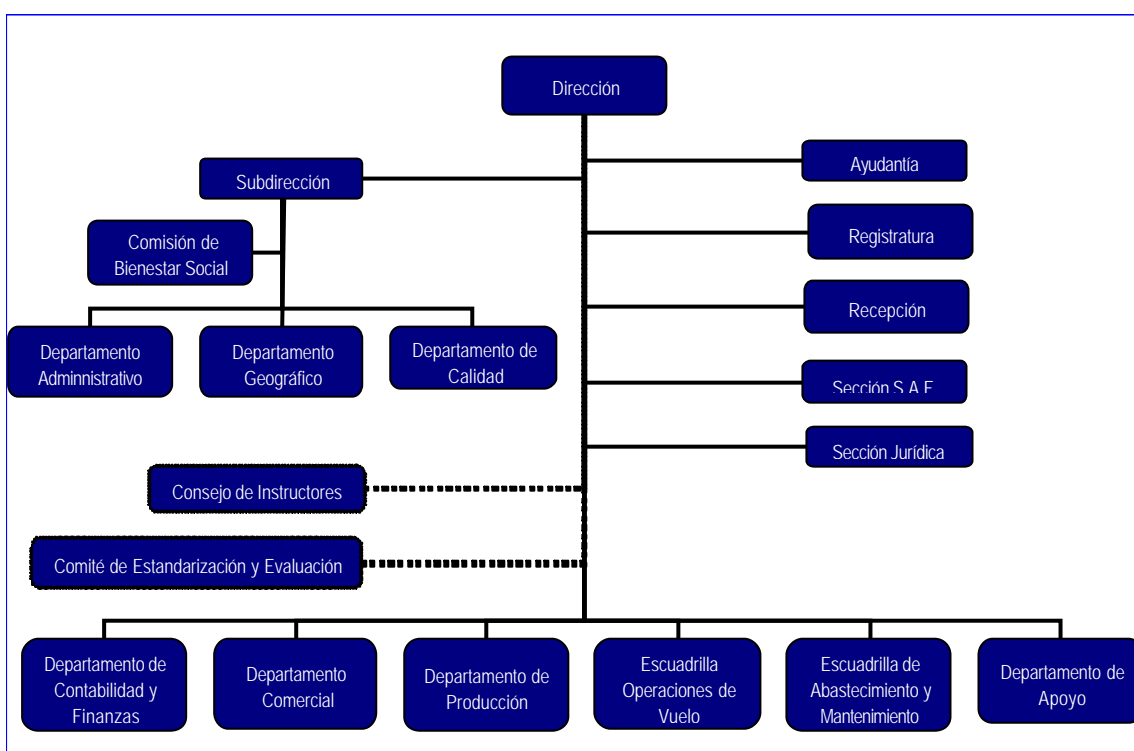 Dirección
Ayudantía
Subdirección
Registratura
Comisión de
Bienestar Social
Recepción
Departamento
Adminnistrativo
Departamento
Geográfico
Departamento de
Calidad
Sección S.A.F.
Sección Jurídica
Consejo de Instructores
Comité de Estandarización y Evaluación
Departamento de
Contabilidad y
Finanzas
Departamento
Comercial
Departamento de
Producción
Escuadrilla
Operaciones de
Vuelo
Escuadrilla de
Abastecimiento y
Mantenimiento
Departamento de
Apoyo